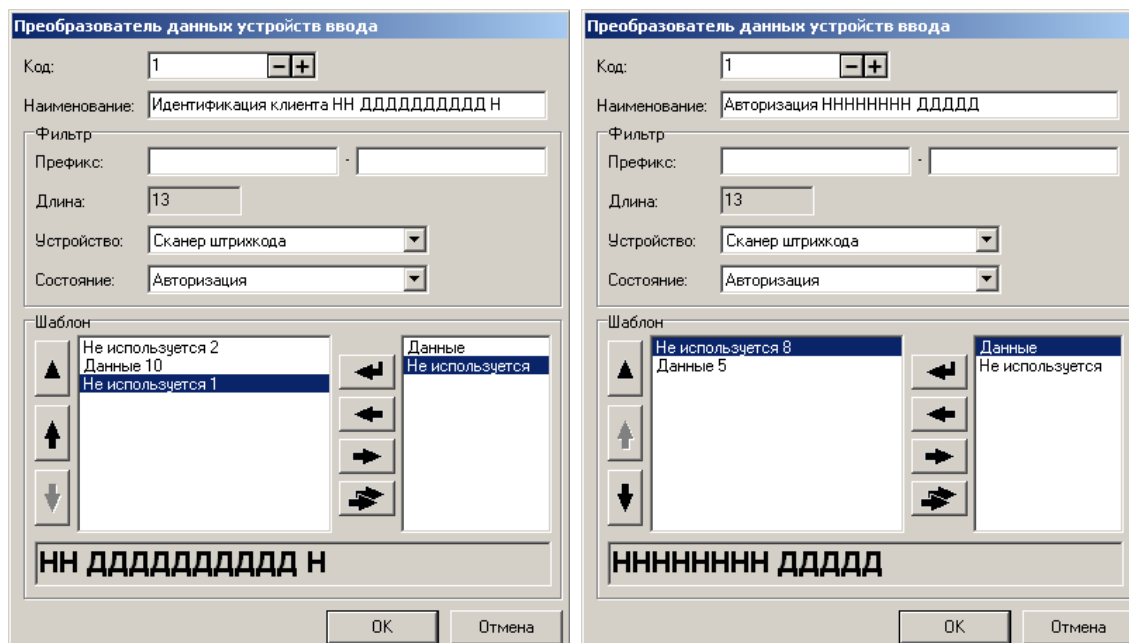 Преобразователь данных устройств ввода
Код: 1
Наименование: Идентификация клиента НН ДДДДДДДДДД Н
Фильтр
Префикс: -
Длина: 13
Устройство: Сканер штрихкода
Состояние: Авторизация
Шаблон
Не используется 2
Данные 10
Не используется 1
Данные
Не используется
НН ДДДДДДДДДД Н
OK Отмена
Преобразователь данных устройств ввода
Код: 1
Наименование: Авторизация НННННННН ДДДДД
Фильтр
Префикс: -
Длина: 13
Устройство: Сканер штрихкода
Состояние: Авторизация
Шаблон
Не используется 8
Данные 5
Данные
Не используется
НННННННН ДДДДД
OK Отмена